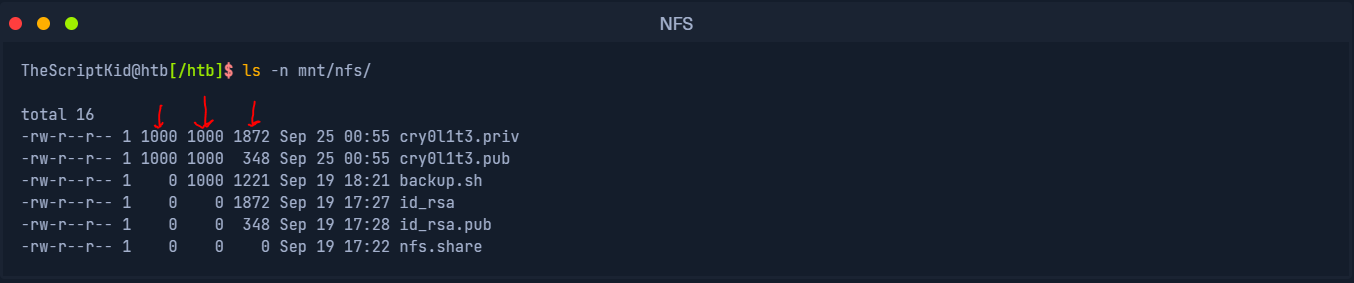 NFS
TheScriptKid@htb[/htb]$ ls -n mnt/nfs/
total 16
-rw-r--r-- 1 1000 1000 1872 Sep 25 00:55 cry0l1t3.priv
-rw-r--r-- 1 1000 1000  348 Sep 25 00:55 cry0l1t3.pub
-rw-r--r-- 1    0 1000 1221 Sep 19 18:21 backup.sh
-rw-r--r-- 1    0    0 1872 Sep 19 17:27 id_rsa
-rw-r--r-- 1    0    0  348 Sep 19 17:28 id_rsa.pub
-rw-r--r-- 1    0    0    0 Sep 19 17:22 nfs.share